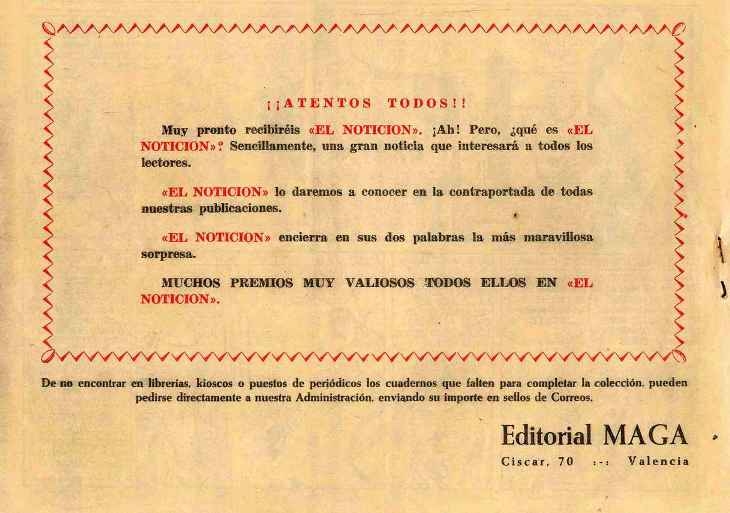 ¡¡ATENTOS TODOS!!
Muy pronto recibiréis «EL NOTICION». ¡Ah! Pero, ¿qué es «EL
NOTICION»? Sencillamente, una gran noticia que interesará a todos los
lectores.
«EL NOTICION» lo daremos a conocer en la contraportada de todas
nuestras publicaciones.
«EL NOTICION» encierra en sus dos palabras la más maravillosa
sorpresa.
MUCHOS PREMIOS MUY VALIOSOS TODOS ELLOS EN «EL
NOTICION».
De no encontrar en librerías, kioscos o puestos de periódicos los cuadernos que falten para completar la colección, pueden
pedirse directamente a nuestra Administración, enviando su importe en sellos de Correos.
Editorial MAGA
Ciscar, 70 :-: Valencia